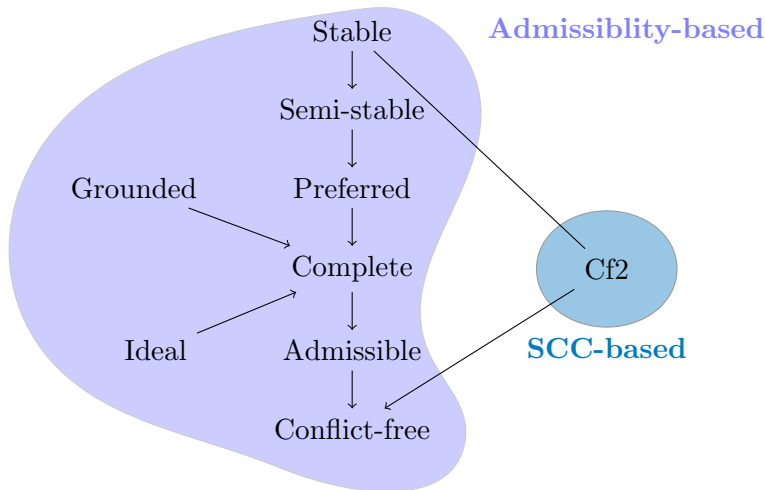 Stable
Admissiblity-based
Semi-stable
Grounded
Preferred
Complete
Cf2
Ideal
Admissible
SCC-based
Conflict-free